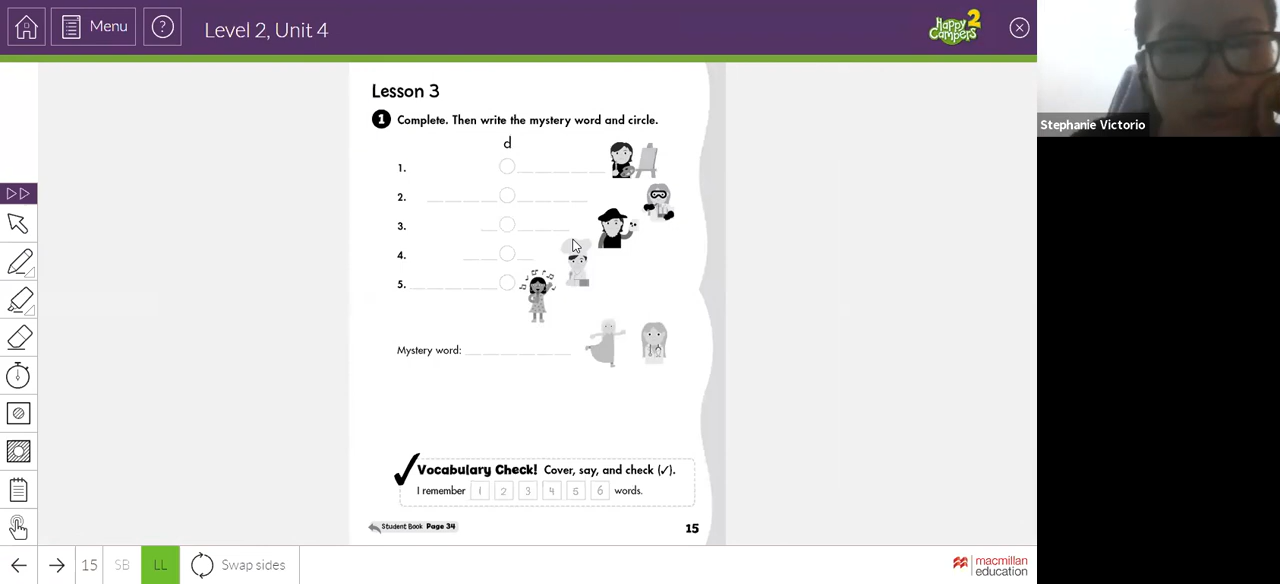 Menu
?
Level 2, Unit 4
Happy Campers 2
Stephanie Victorio
Lesson 3
1 Complete. Then write the mystery word and circle.
d
1.
2.
3.
4.
5.
Mystery word:
Vocabulary Check! Cover, say, and check (✓).
I remember 1 2 3 4 5 6 words.
Student Book Page 34
15
15 SB LL Swap sides
macmillan
education